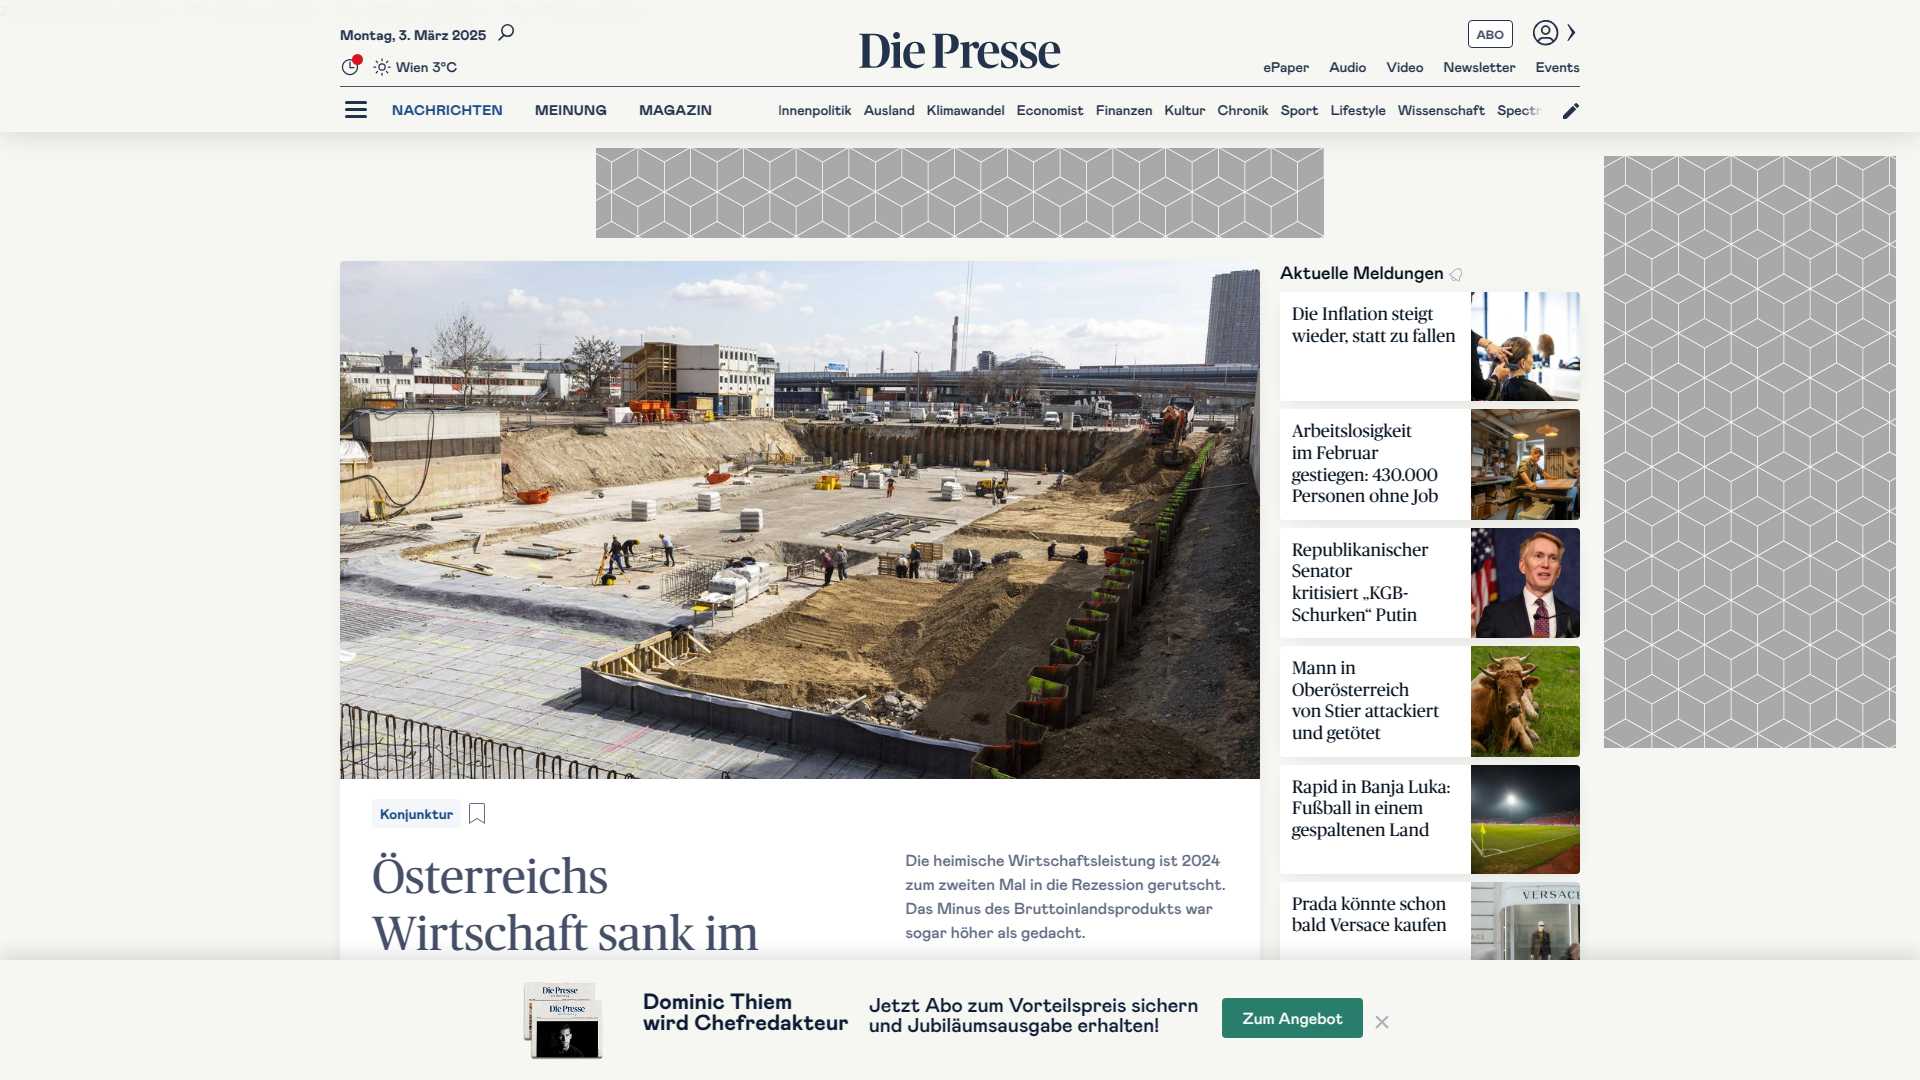 Montag, 3. März 2025
Wien 3°C
Die Presse
ABO
ePaper Audio Video Newsletter Events
NACHRICHTEN MEINUNG MAGAZIN
Innenpolitik Ausland Klimawandel Economist Finanzen Kultur Chronik Sport Lifestyle Wissenschaft Spectr
Aktuelle Meldungen
Die Inflation steigt
wieder, statt zu fallen
Arbeitslosigkeit
im Februar
gestiegen: 430.000
Personen ohne Job
Republikanischer
Senator
kritisiert „KGB-
Schurken“ Putin
Mann in
Oberösterreich
von Stier attackiert
und getötet
Rapid in Banja Luka:
Fußball in einem
gespaltenen Land
Prada könnte schon
bald Versace kaufen
VERSACE
Konjunktur
Österreichs
Wirtschaft sank im
Die heimische Wirtschaftsleistung ist 2024
zum zweiten Mal in die Rezession gerutscht.
Das Minus des Bruttoinlandsprodukts war
sogar höher als gedacht.
Die Presse
Die Presse
Dominic Thiem
wird Chefredakteur
Jetzt Abo zum Vorteilspreis sichern
und Jubiläumsausgabe erhalten!
Zum Angebot